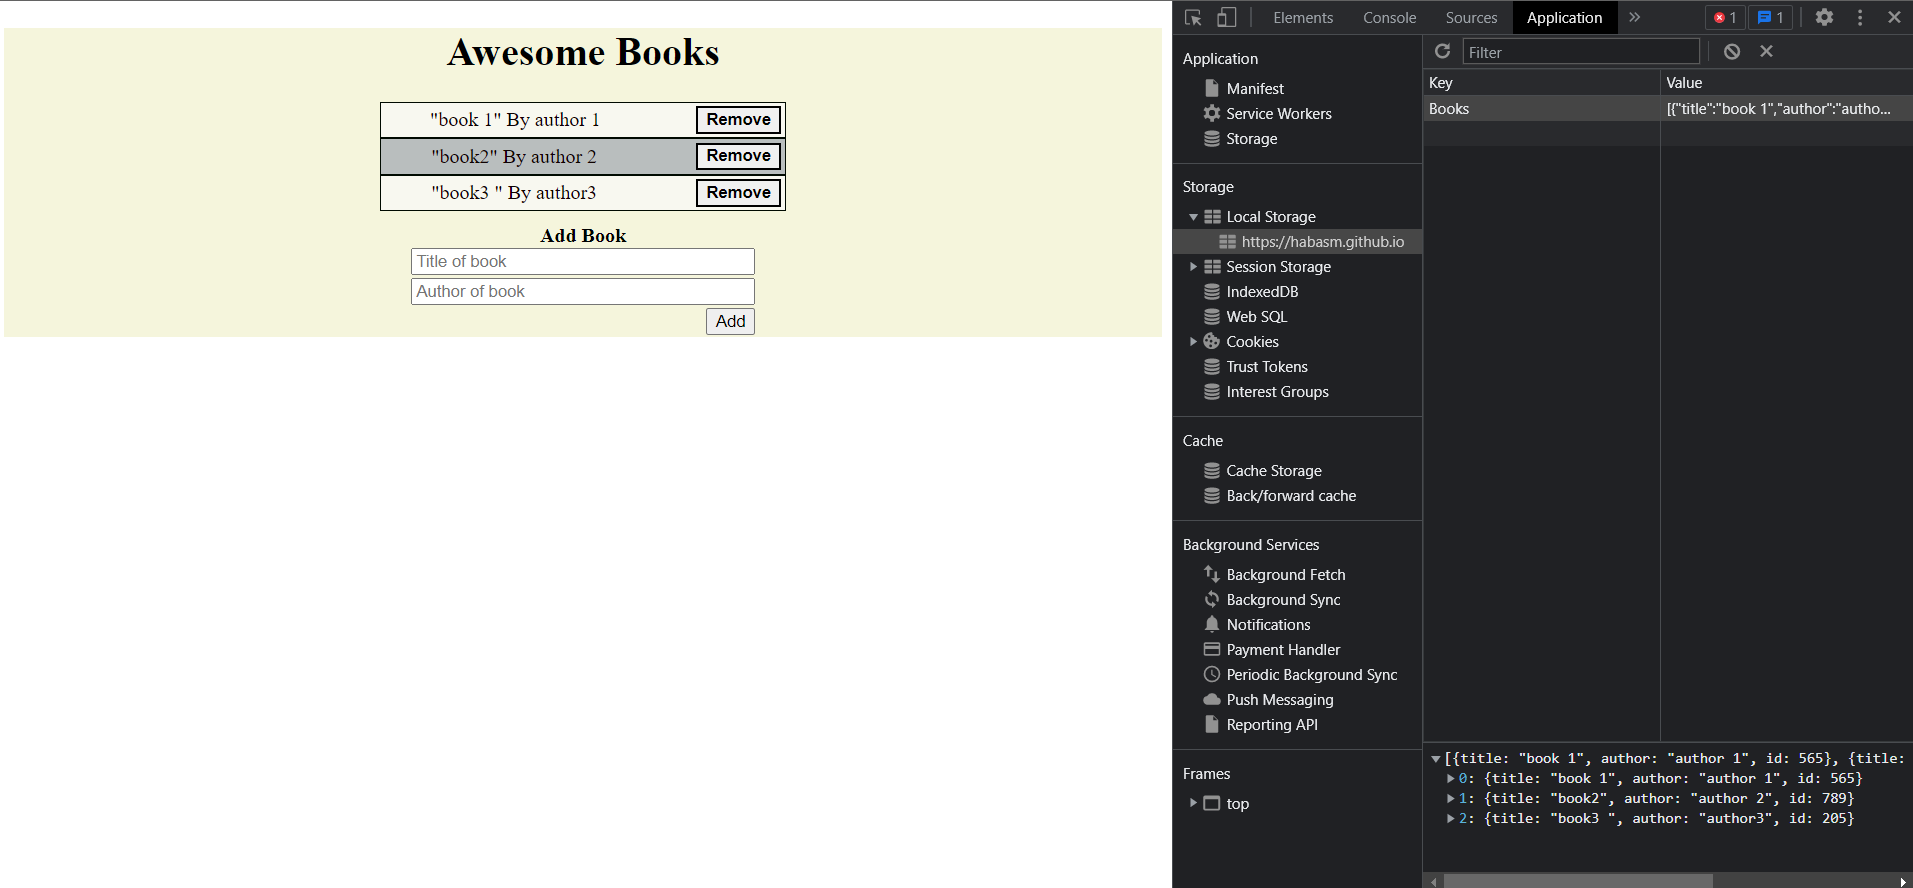 Awesome Books
"book 1" By author 1 Remove
"book2" By author 2 Remove
"book3 " By author3 Remove
Add Book
Title of book
Author of book
Add
Elements Console Sources Application 1 1
Application
Manifest
Service Workers
Storage
Storage
Local Storage
https://habasm.github.io
Session Storage
IndexedDB
Web SQL
Cookies
Trust Tokens
Interest Groups
Cache
Cache Storage
Back/forward cache
Background Services
Background Fetch
Background Sync
Notifications
Payment Handler
Periodic Background Sync
Push Messaging
Reporting API
Frames
top
Filter
Key Value
Books [{"title":"book 1","author":"autho...
[{title: "book 1", author: "author 1", id: 565}, {title:
0: {title: "book 1", author: "author 1", id: 565}
1: {title: "book2", author: "author 2", id: 789}
2: {title: "book3 ", author: "author3", id: 205}